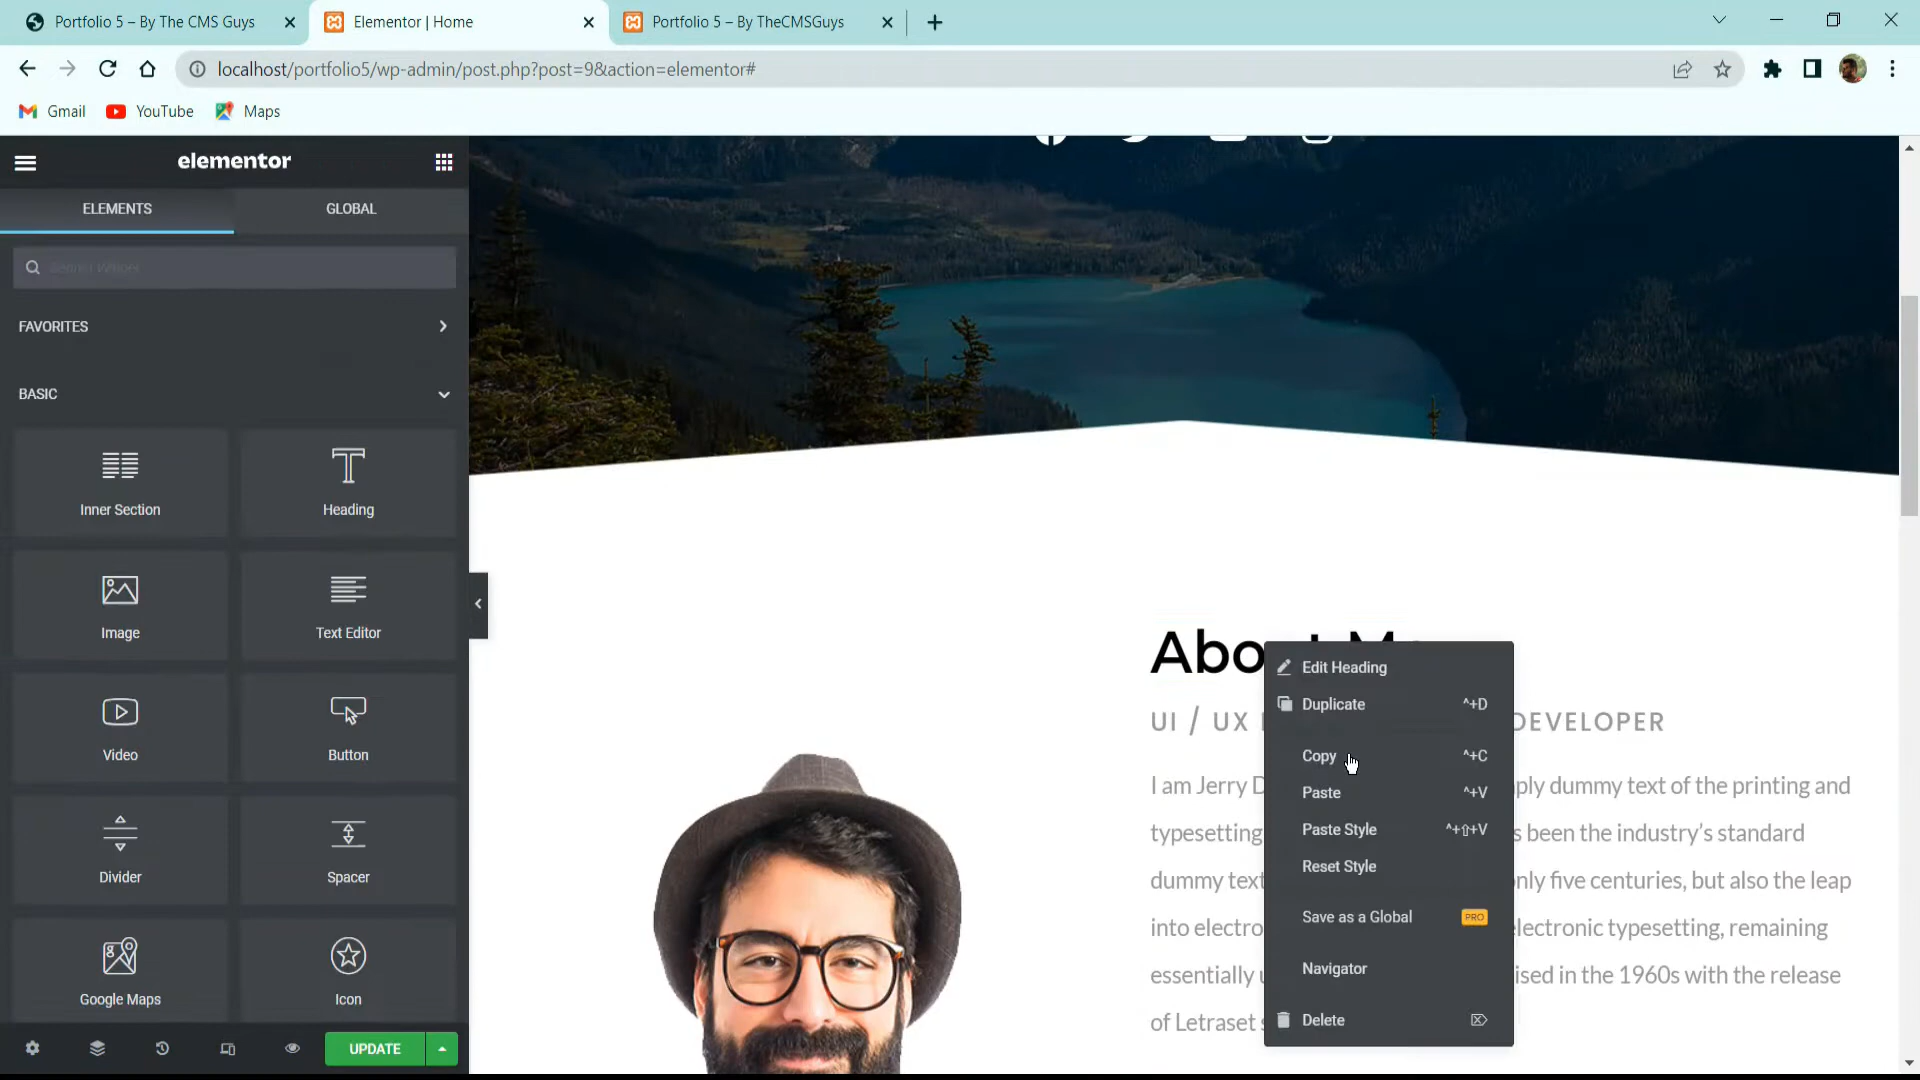 Portfolio 5 – By The CMS Guys
Elementor | Home
Portfolio 5 – By TheCMSGuys
localhost/portfolio5/wp-admin/post.php?post=9&action=elementor#
Gmail
YouTube
Maps
elementor
ELEMENTS
GLOBAL
FAVORITES
BASIC
Inner Section
Heading
Image
Text Editor
Video
Button
Divider
Spacer
Google Maps
Icon
UPDATE
UI / UX DEVELOPER
I am Jerry ply dummy text of the printing and
typesetting s been the industry's standard
dummy text only five centuries, but also the leap
into electro electronic typesetting, remaining
essentially ised in the 1960s with the release
of Letraset
Edit Heading
Duplicate ^+D
Copy ^+C
Paste ^+V
Paste Style ^+⇧+V
Reset Style
Save as a Global PRO
Navigator
Delete ⌦